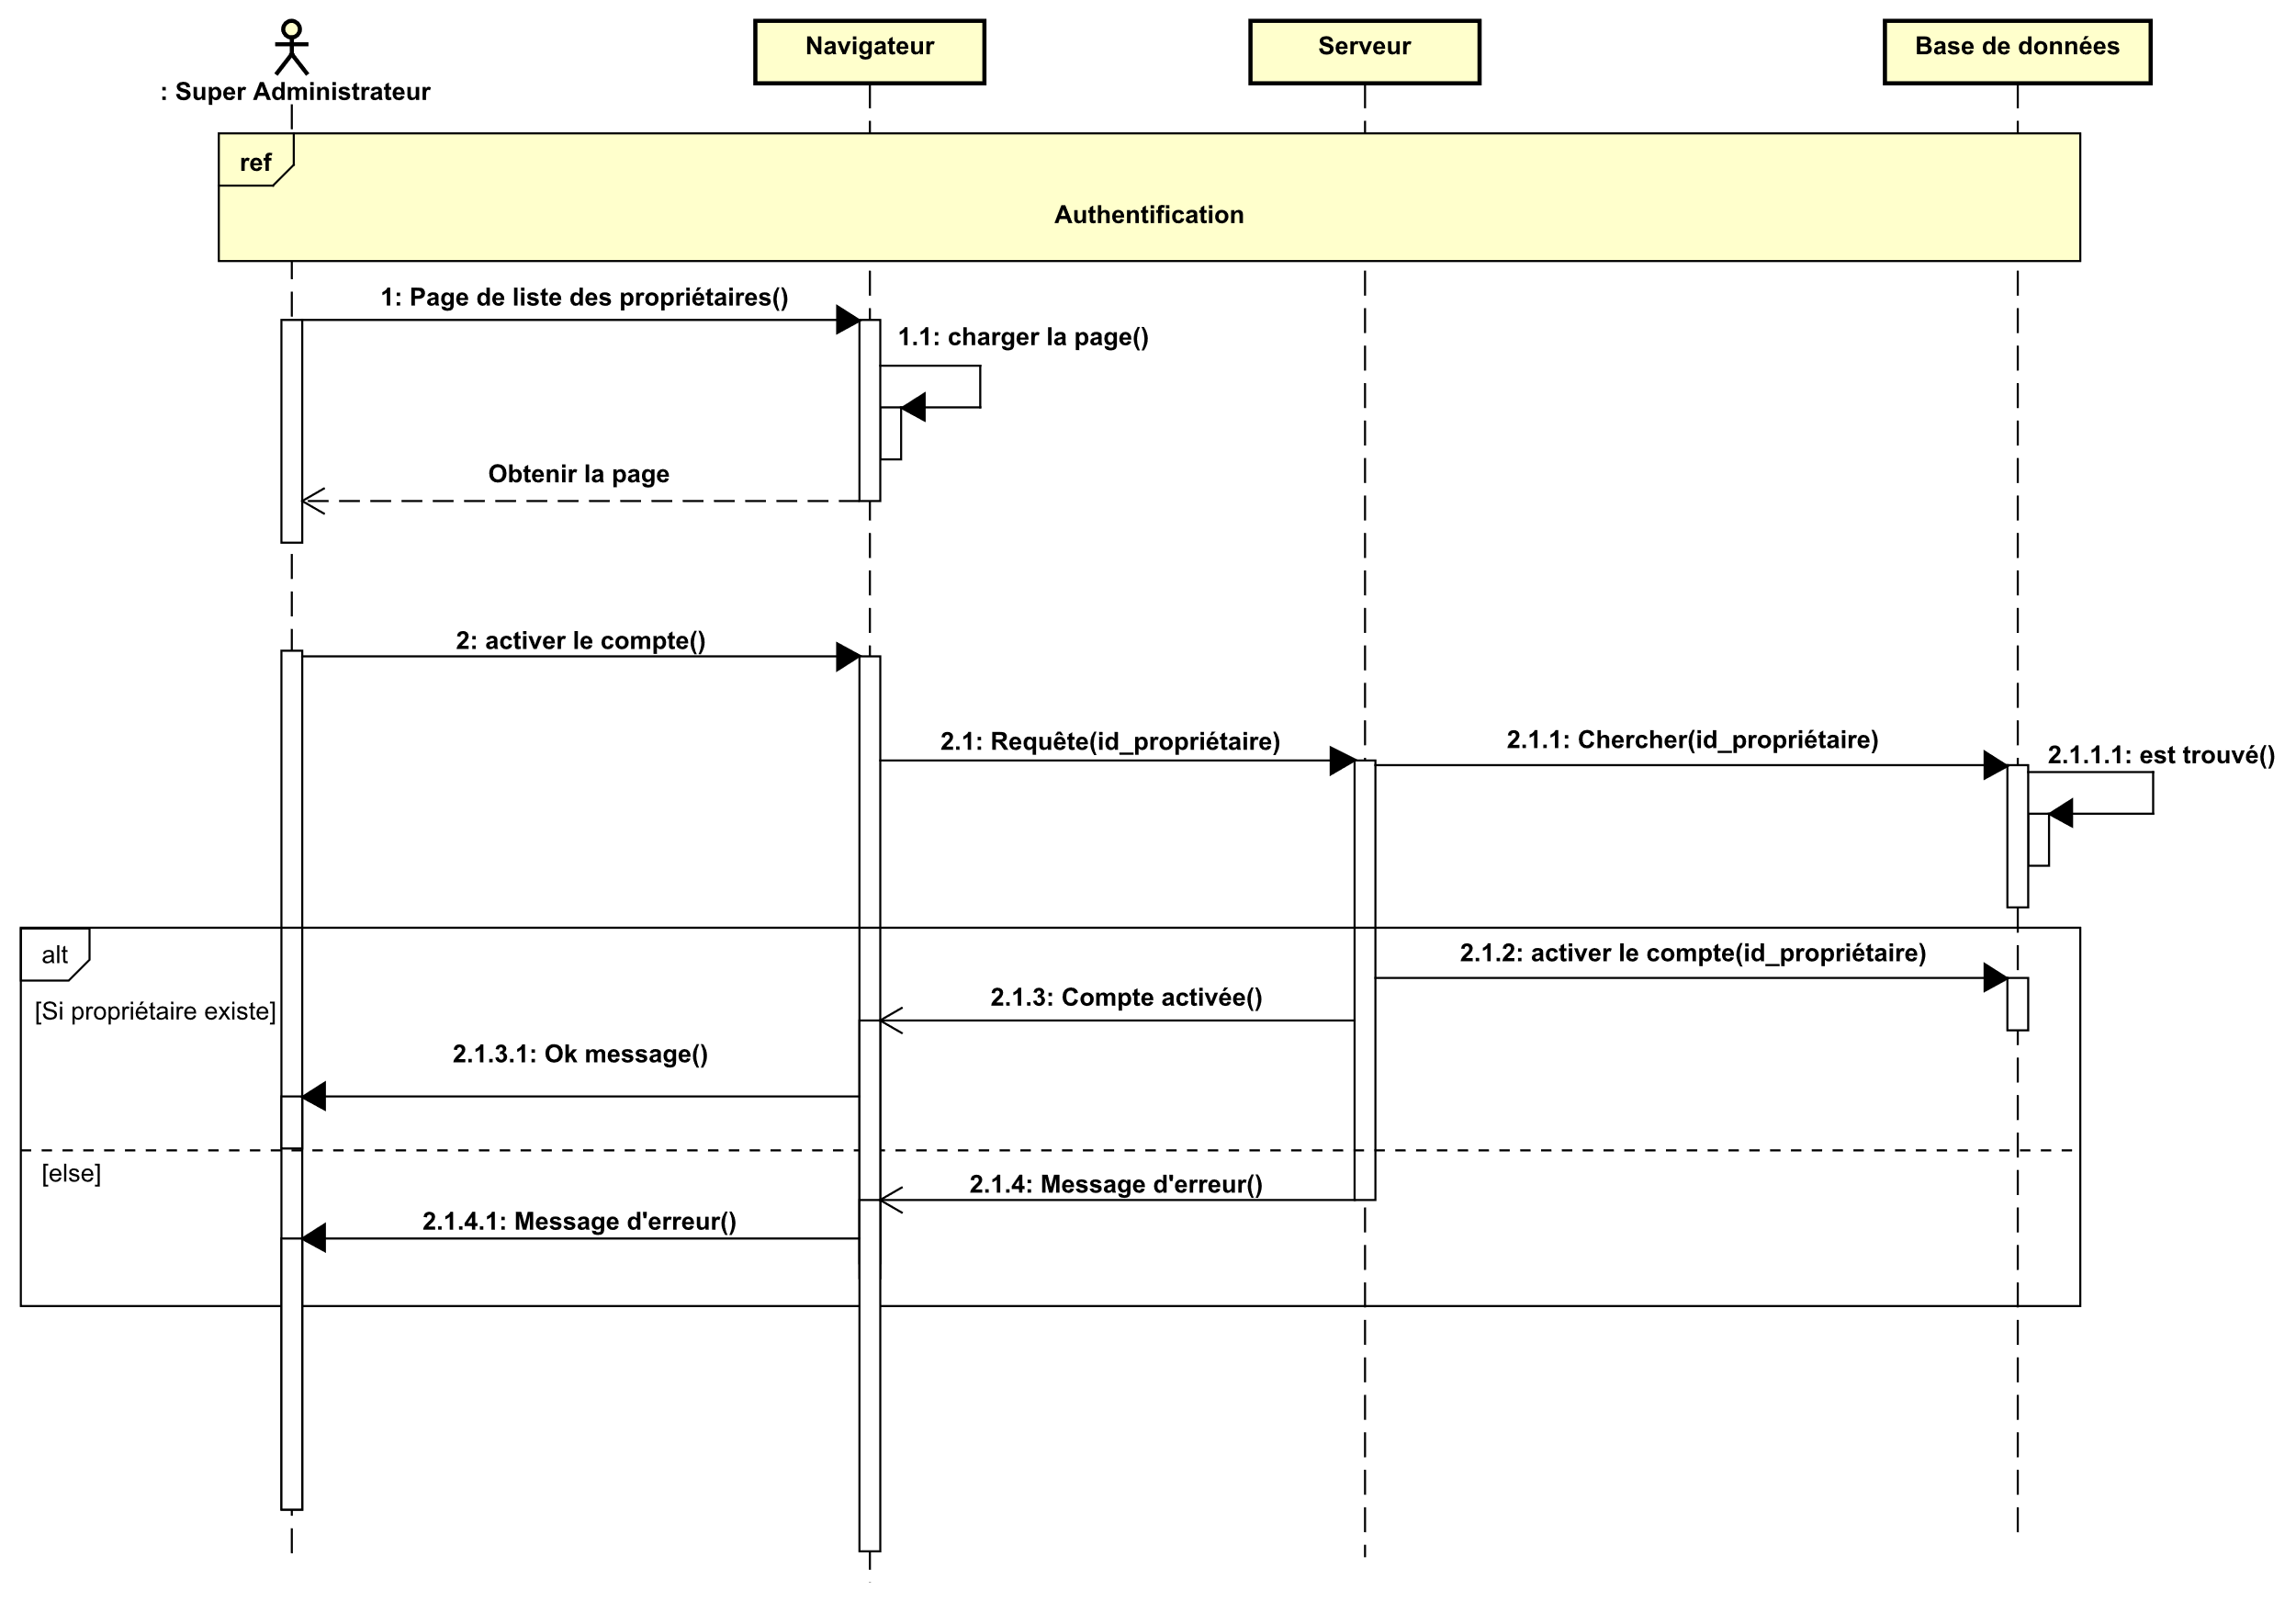 : Super Administrateur
Navigateur
Serveur
Base de données
ref
Authentification
1: Page de liste des propriétaires()
1.1: charger la page()
Obtenir la page
2: activer le compte()
2.1: Requête(id_propriétaire)
2.1.1: Chercher(id_propriétaire)
2.1.1.1: est trouvé()
alt
2.1.2: activer le compte(id_propriétaire)
[Si propriétaire existe]
2.1.3: Compte activée()
2.1.3.1: Ok message()
[else]
2.1.4: Message d'erreur()
2.1.4.1: Message d'erreur()